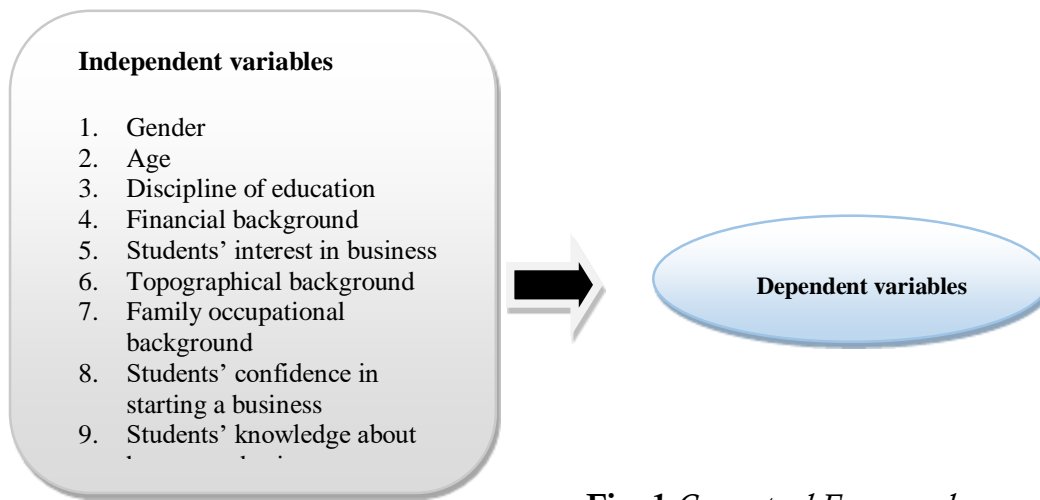 Independent variables
1. Gender
2. Age
3. Discipline of education
4. Financial background
5. Students’ interest in business
6. Topographical background
7. Family occupational
background
8. Students’ confidence in
starting a business
9. Students’ knowledge about
Dependent variables
Fig. 1 Conceptual Framework